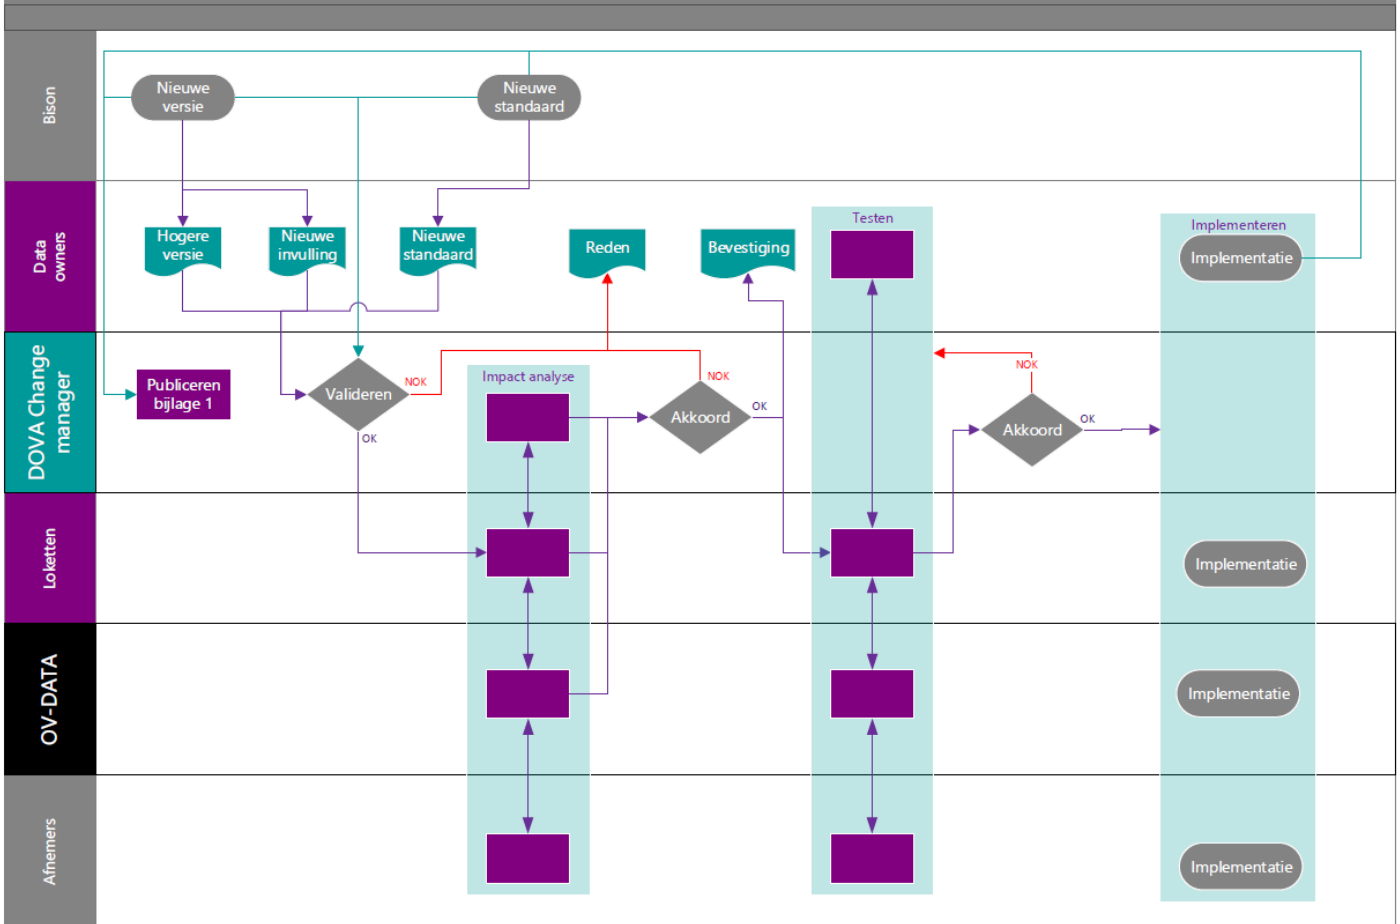 Bison
Nieuwe
versie
Nieuwe
standaard
Data
owners
Hogere
versie
Nieuwe
invulling
Nieuwe
standaard
Reden
Bevestiging
Testen
Implementeren
Implementatie
DOVA Change
manager
Publiceren
bijlage 1
Valideren
NOK
OK
Impact analyse
Akkoord
NOK
OK
Akkoord
NOK
OK
Loketten
Implementatie
OV-DATA
Implementatie
Afnemers
Implementatie